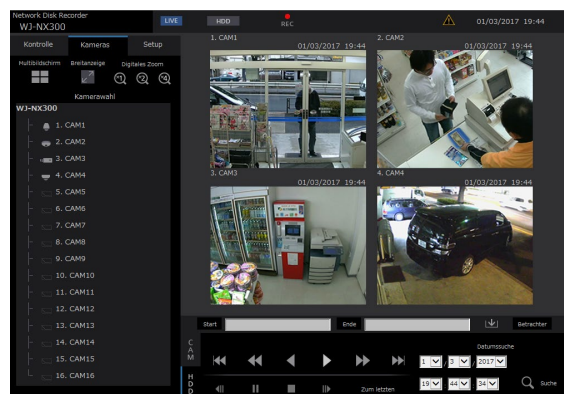 Network Disk Recorder
WJ-NX300
LIVE
HDD
REC
01/03/2017 19:44
Kontrolle
Kameras
Setup
Multibildschirm
Breitanzeige
Digitales Zoom
x1
x2
x4
Kamerawahl
WJ-NX300
1. CAM1
2. CAM2
3. CAM3
4. CAM4
5. CAM5
6. CAM6
7. CAM7
8. CAM8
9. CAM9
10. CAM10
11. CAM11
12. CAM12
13. CAM13
14. CAM14
15. CAM15
16. CAM16
1. CAM1
01/03/2017 19:44
2. CAM2
01/03/2017 19:44
3. CAM3
01/03/2017 19:44
4. CAM4
01/03/2017 19:44
Start
Ende
Betrachter
CAM
HDD
Zum letzten
Datumssuche
1 / 3 / 2017
19 : 44 : 34
Suche